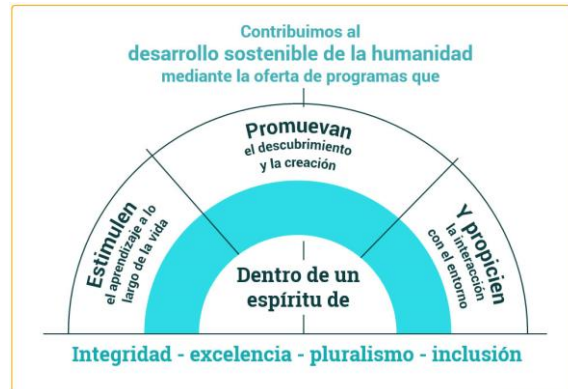 Contribuimos al
desarrollo sostenible de la humanidad
mediante la oferta de programas que
Estimulen
el aprendizaje a lo
largo de la vida
Promuevan
el descubrimiento
y la creación
Y propicien
la interacción
con el entorno
Dentro de un
espíritu de
Integridad - excelencia - pluralismo - inclusión